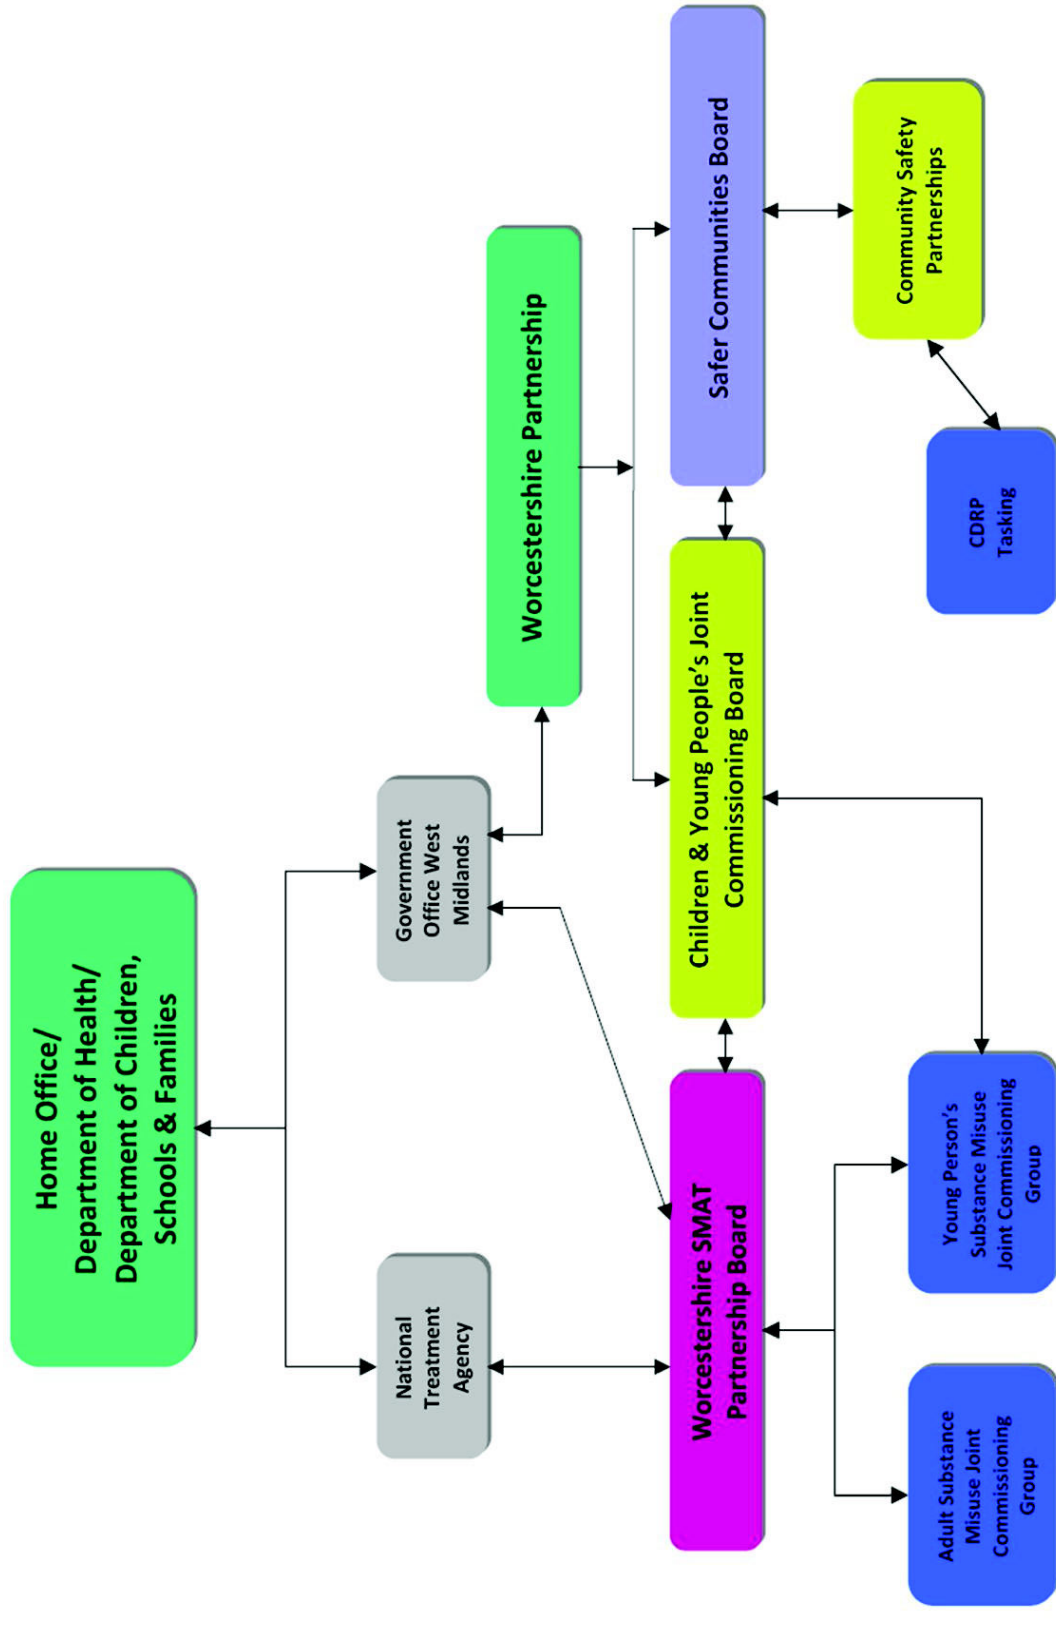 Home Office/
Department of Health/
Department of Children,
Schools & Families
National
Treatment
Agency
Government
Office West
Midlands
Worcestershire Partnership
Worcestershire SMAT
Partnership Board
Children & Young People’s Joint
Commissioning Board
Safer Communities Board
Adult Substance
Misuse Joint
Commissioning
Group
Young Person’s
Substance Misuse
Joint Commissioning
Group
CDRP
Tasking
Community Safety
Partnerships